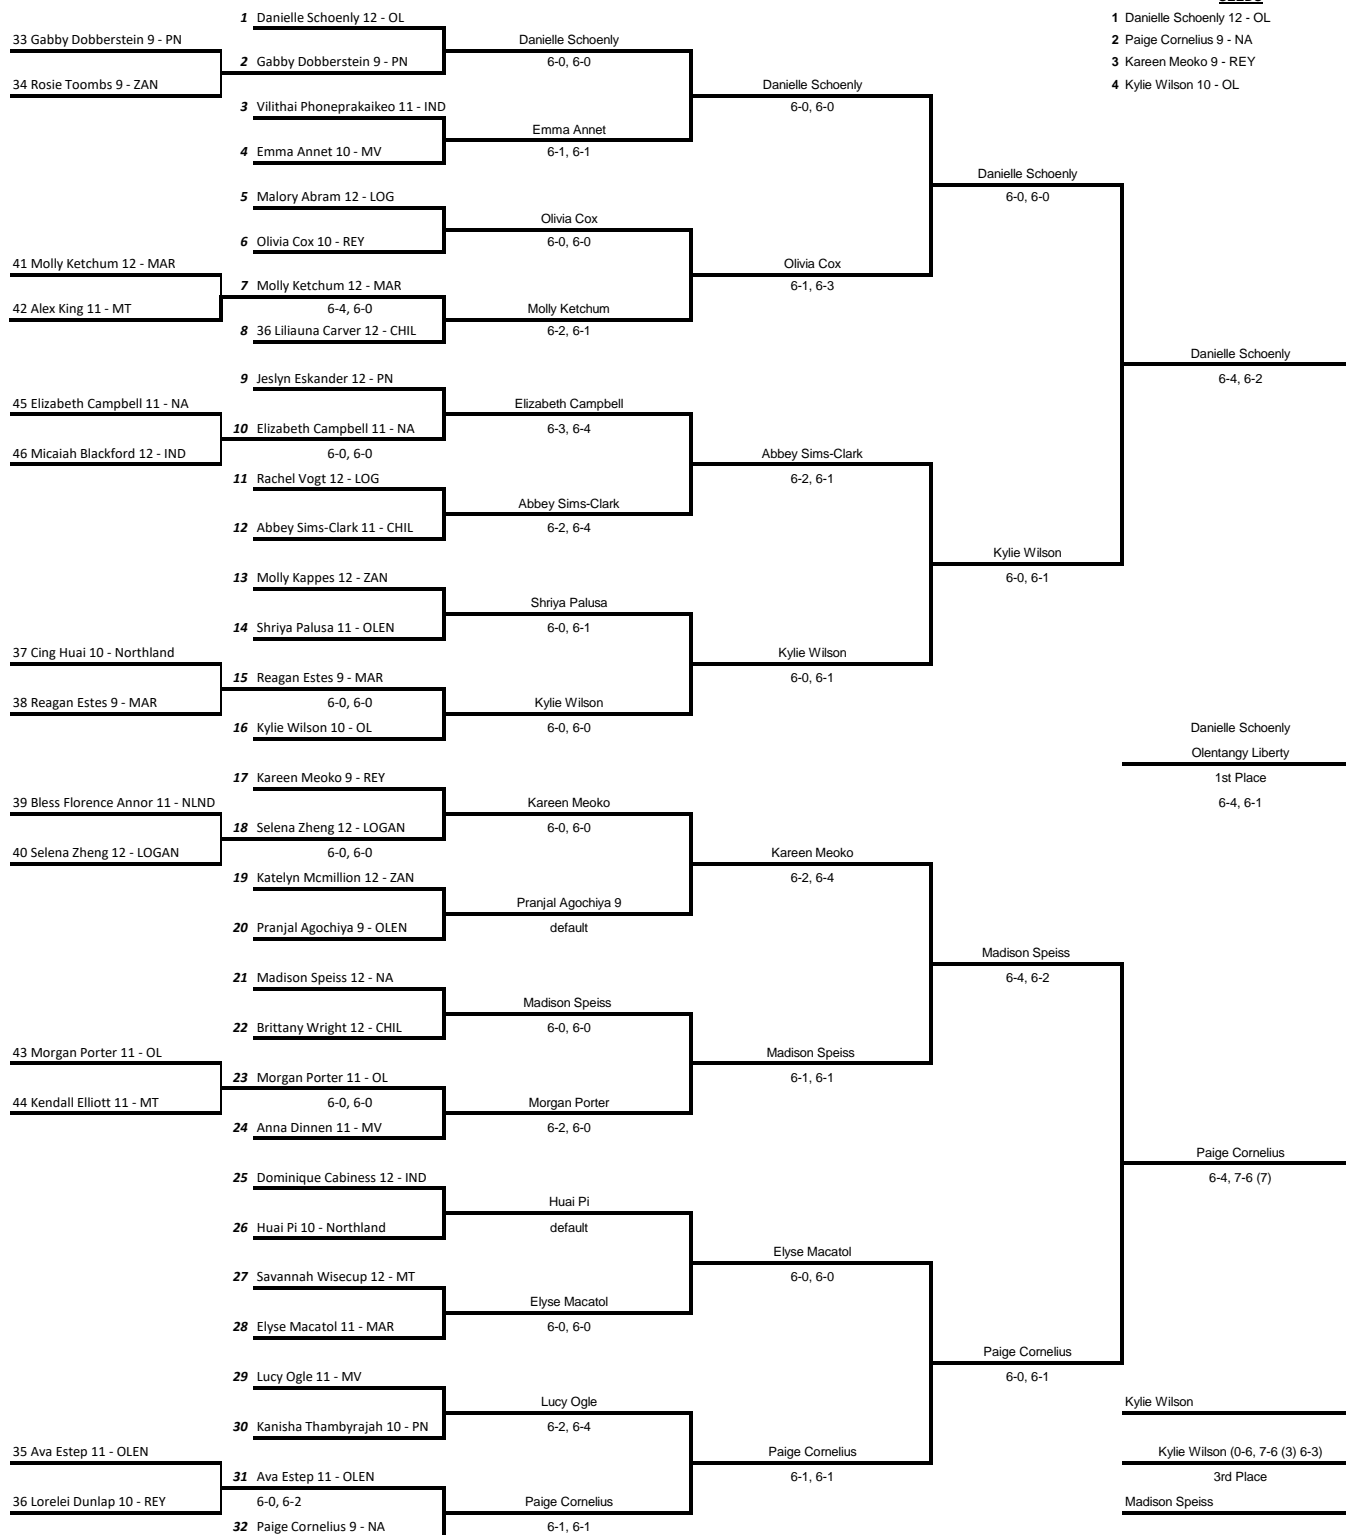 1 Danielle Schoenly 12 - OL
1 Danielle Schoenly 12 - OL
33 Gabby Dobberstein 9 - PN
Danielle Schoenly
2 Paige Cornelius 9 - NA
2 Gabby Dobberstein 9 - PN
6-0, 6-0
3 Kareen Meoko 9 - REY
34 Rosie Toombs 9 - ZAN
Danielle Schoenly
4 Kylie Wilson 10 - OL
3 Vilithai Phoneprakaikeo 11 - IND
6-0, 6-0
Emma Annet
4 Emma Annet 10 - MV
6-1, 6-1
Danielle Schoenly
5 Malory Abram 12 - LOG
6-0, 6-0
Olivia Cox
6 Olivia Cox 10 - REY
6-0, 6-0
41 Molly Ketchum 12 - MAR
Olivia Cox
7 Molly Ketchum 12 - MAR
6-1, 6-3
42 Alex King 11 - MT
6-4, 6-0
Molly Ketchum
8 36 Liliauna Carver 12 - CHIL
6-2, 6-1
Danielle Schoenly
9 Jeslyn Eskander 12 - PN
6-4, 6-2
45 Elizabeth Campbell 11 - NA
Elizabeth Campbell
10 Elizabeth Campbell 11 - NA
6-3, 6-4
46 Micaiah Blackford 12 - IND
6-0, 6-0
Abbey Sims-Clark
11 Rachel Vogt 12 - LOG
6-2, 6-1
Abbey Sims-Clark
12 Abbey Sims-Clark 11 - CHIL
6-2, 6-4
Kylie Wilson
13 Molly Kappes 12 - ZAN
6-0, 6-1
Shriya Palusa
14 Shriya Palusa 11 - OLEN
6-0, 6-1
37 Cing Huai 10 - Northland
Kylie Wilson
15 Reagan Estes 9 - MAR
6-0, 6-1
38 Reagan Estes 9 - MAR
6-0, 6-0
Kylie Wilson
16 Kylie Wilson 10 - OL
6-0, 6-0
Danielle Schoenly
Olentangy Liberty
17 Kareen Meoko 9 - REY
1st Place
39 Bless Florence Annor 11 - NLND
Kareen Meoko
6-4, 6-1
18 Selena Zheng 12 - LOGAN
6-0, 6-0
40 Selena Zheng 12 - LOGAN
6-0, 6-0
Kareen Meoko
19 Katelyn Mcmillion 12 - ZAN
6-2, 6-4
Pranjal Agochiya 9
20 Pranjal Agochiya 9 - OLEN
default
Madison Speiss
21 Madison Speiss 12 - NA
6-4, 6-2
Madison Speiss
22 Brittany Wright 12 - CHIL
6-0, 6-0
43 Morgan Porter 11 - OL
Madison Speiss
23 Morgan Porter 11 - OL
6-1, 6-1
44 Kendall Elliott 11 - MT
6-0, 6-0
Morgan Porter
24 Anna Dinnen 11 - MV
6-2, 6-0
Paige Cornelius
25 Dominique Cabiness 12 - IND
6-4, 7-6 (7)
Huai Pi
26 Huai Pi 10 - Northland
default
Elyse Macatol
27 Savannah Wisecup 12 - MT
6-0, 6-0
Elyse Macatol
28 Elyse Macatol 11 - MAR
6-0, 6-0
Paige Cornelius
29 Lucy Ogle 11 - MV
6-0, 6-1
Lucy Ogle
Kylie Wilson
30 Kanisha Thambyrajah 10 - PN
6-2, 6-4
35 Ava Estep 11 - OLEN
Paige Cornelius
Kylie Wilson (0-6, 7-6 (3) 6-3)
31 Ava Estep 11 - OLEN
6-1, 6-1
3rd Place
36 Lorelei Dunlap 10 - REY
6-0, 6-2
Paige Cornelius
Madison Speiss
32 Paige Cornelius 9 - NA
6-1, 6-1